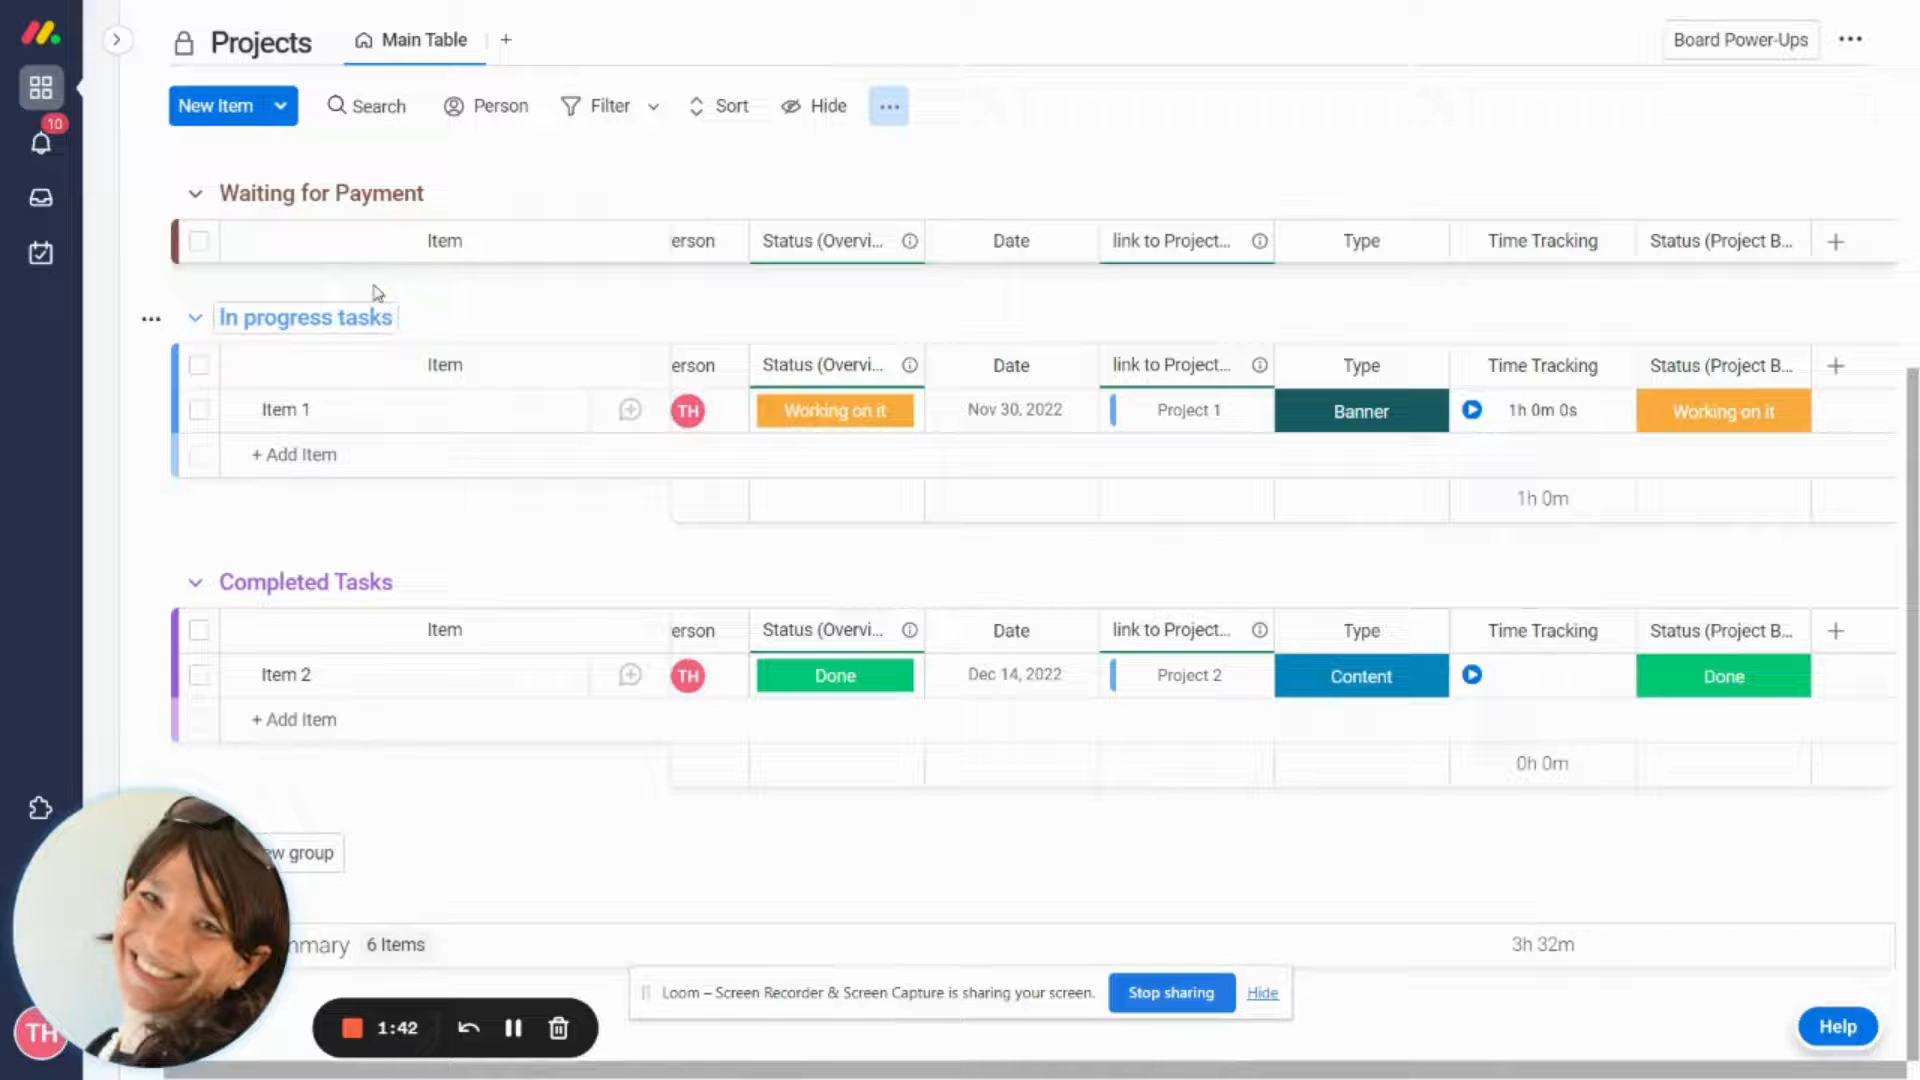 Projects Main Table + Board Power-Ups
New Item Search Person Filter Sort Hide
10
Waiting for Payment
Item erson Status (Overvi... Date link to Project... Type Time Tracking Status (Project B... +
In progress tasks
Item erson Status (Overvi... Date link to Project... Type Time Tracking Status (Project B... +
Item 1 TH Working on it Nov 30, 2022 Project 1 Banner 1h 0m 0s Working on it
+ Add Item
1h 0m
Completed Tasks
Item erson Status (Overvi... Date link to Project... Type Time Tracking Status (Project B... +
Item 2 TH Done Dec 14, 2022 Project 2 Content Done
+ Add Item
0h 0m
ew group
mmary 6 Items 3h 32m
Loom – Screen Recorder & Screen Capture is sharing your screen. Stop sharing Hide
TH 1:42 Help